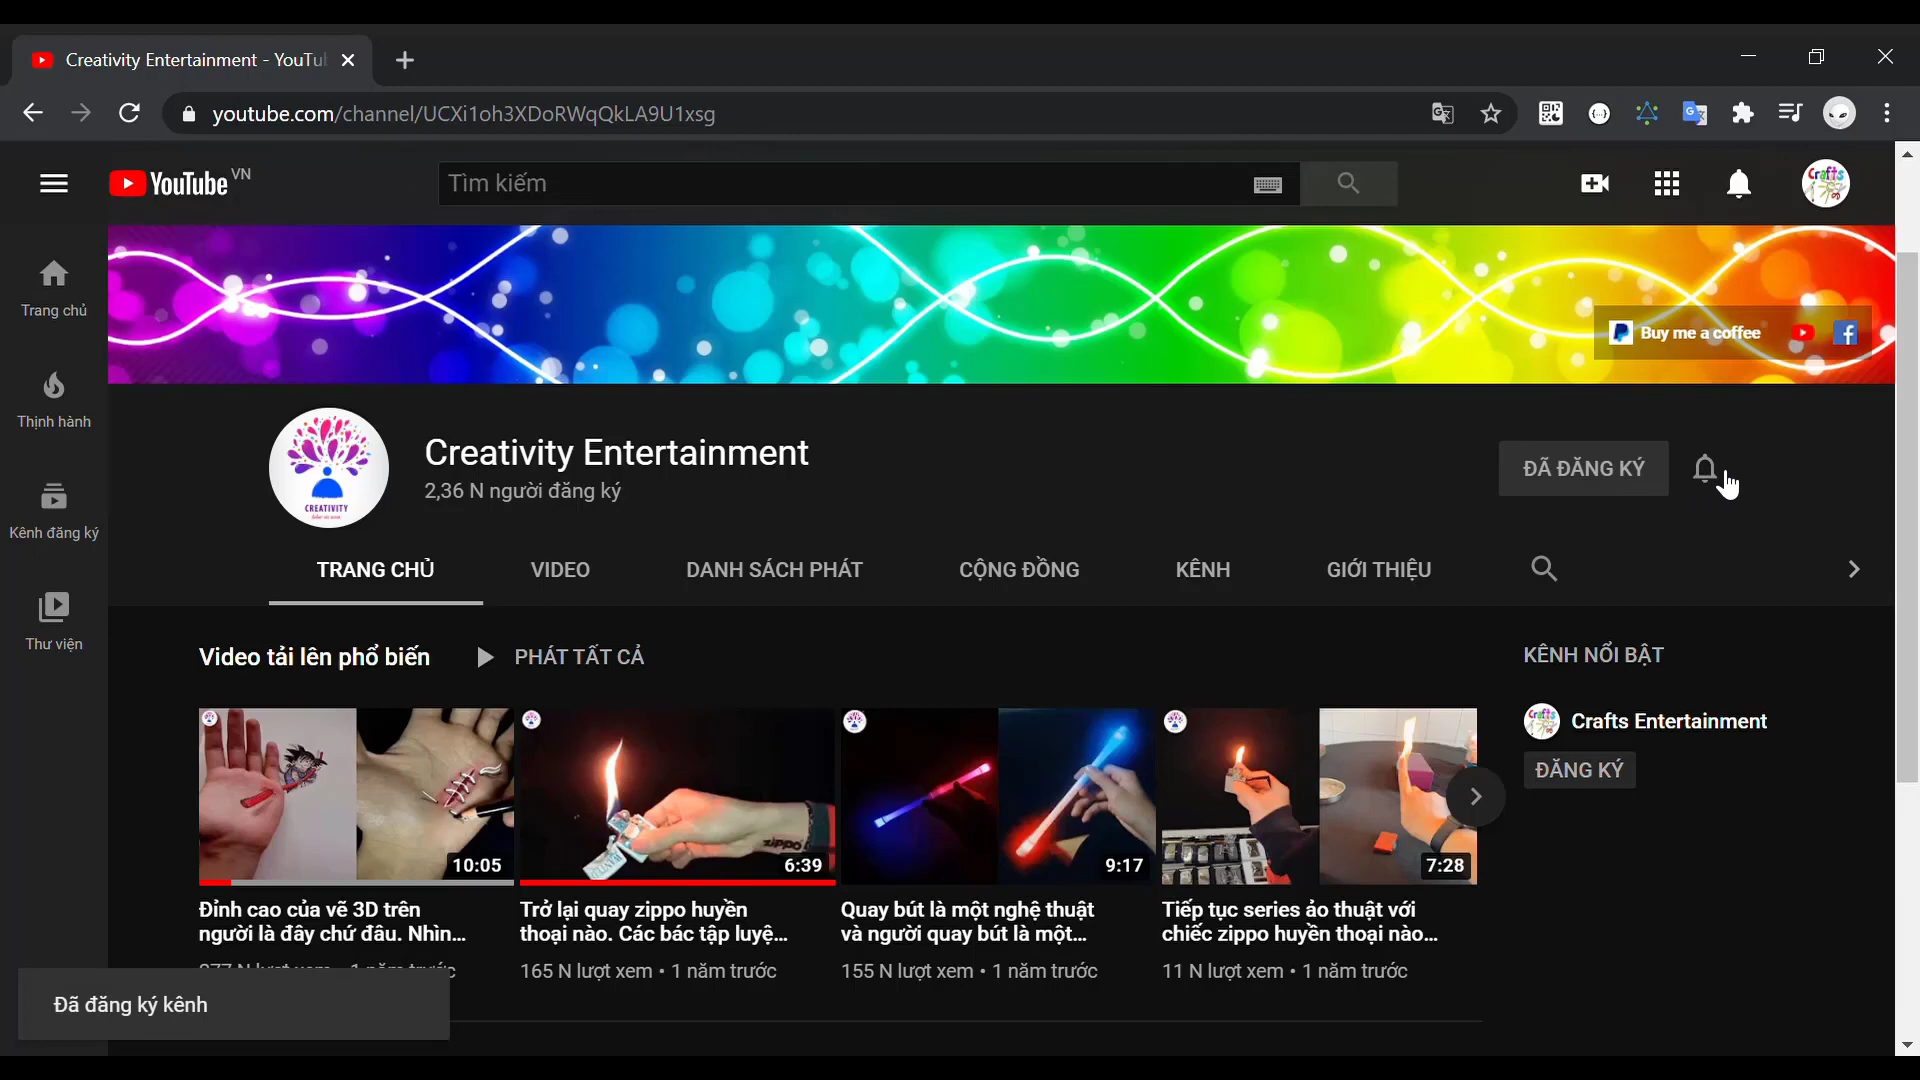 Creativity Entertainment - YouTu
youtube.com/channel/UCXi1oh3XDoRWqQkLA9U1xsg
YouTube VN
Tìm kiếm
Crafts
Trang chủ
Thịnh hành
Kênh đăng ký
Thư viện
Buy me a coffee
CREATIVITY
Creativity Entertainment
2,36 N người đăng ký
ĐÃ ĐĂNG KÝ
TRANG CHỦ
VIDEO
DANH SÁCH PHÁT
CỘNG ĐỒNG
KÊNH
GIỚI THIỆU
Video tải lên phổ biến
PHÁT TẤT CẢ
10:05
Đỉnh cao của vẽ 3D trên
người là đây chứ đâu. Nhìn...
zippo
6:39
Trở lại quay zippo huyền
thoại nào. Các bác tập luyệ...
165 N lượt xem • 1 năm trước
9:17
Quay bút là một nghệ thuật
và người quay bút là một...
155 N lượt xem • 1 năm trước
7:28
Tiếp tục series ảo thuật với
chiếc zippo huyền thoại nào...
11 N lượt xem • 1 năm trước
KÊNH NỔI BẬT
Crafts
Crafts Entertainment
ĐĂNG KÝ
Đã đăng ký kênh